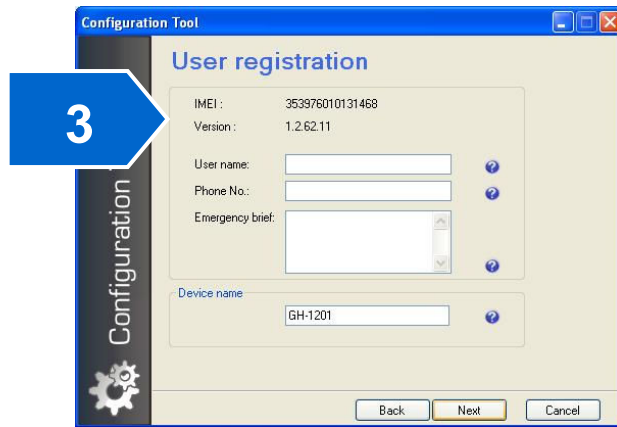 Configuration Tool
User registration
IMEI : 353976010131468
Version : 1.2.62.11
3
User name:
Phone No.:
Emergency brief:
Device name
GH-1201
Configuration
Back Next Cancel